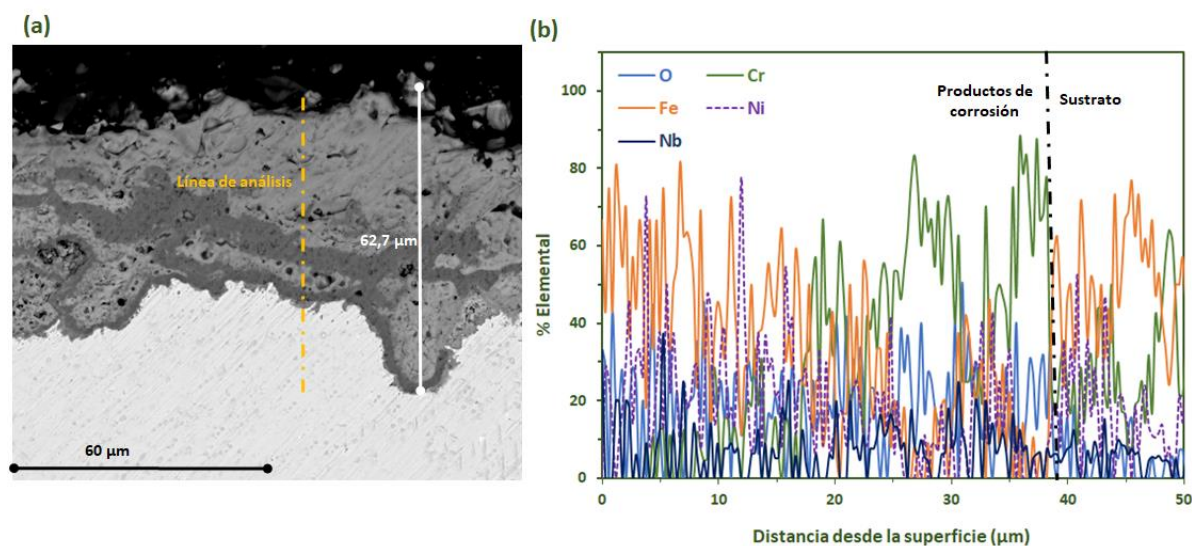 (a)
Línea de análisis
62,7 μm
60 μm
(b)
% Elemental
100
80
60
40
20
0
O
Cr
Fe
Ni
Nb
Productos de
corrosión
Sustrato
0
10
20
30
40
50
Distancia desde la superficie (μm)